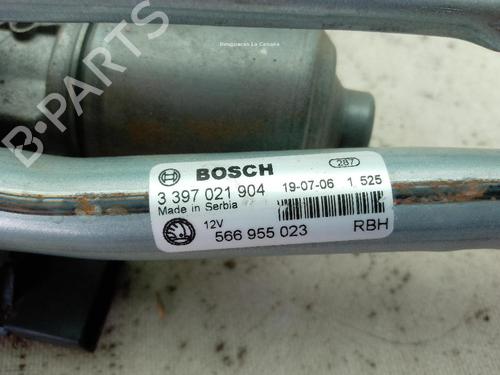 Desguaces La Cabaña
B-PARTS
BOSCH 287
3 397 021 904 19-07-06 1 525
Made in Serbia
12V
566 955 023 RBH